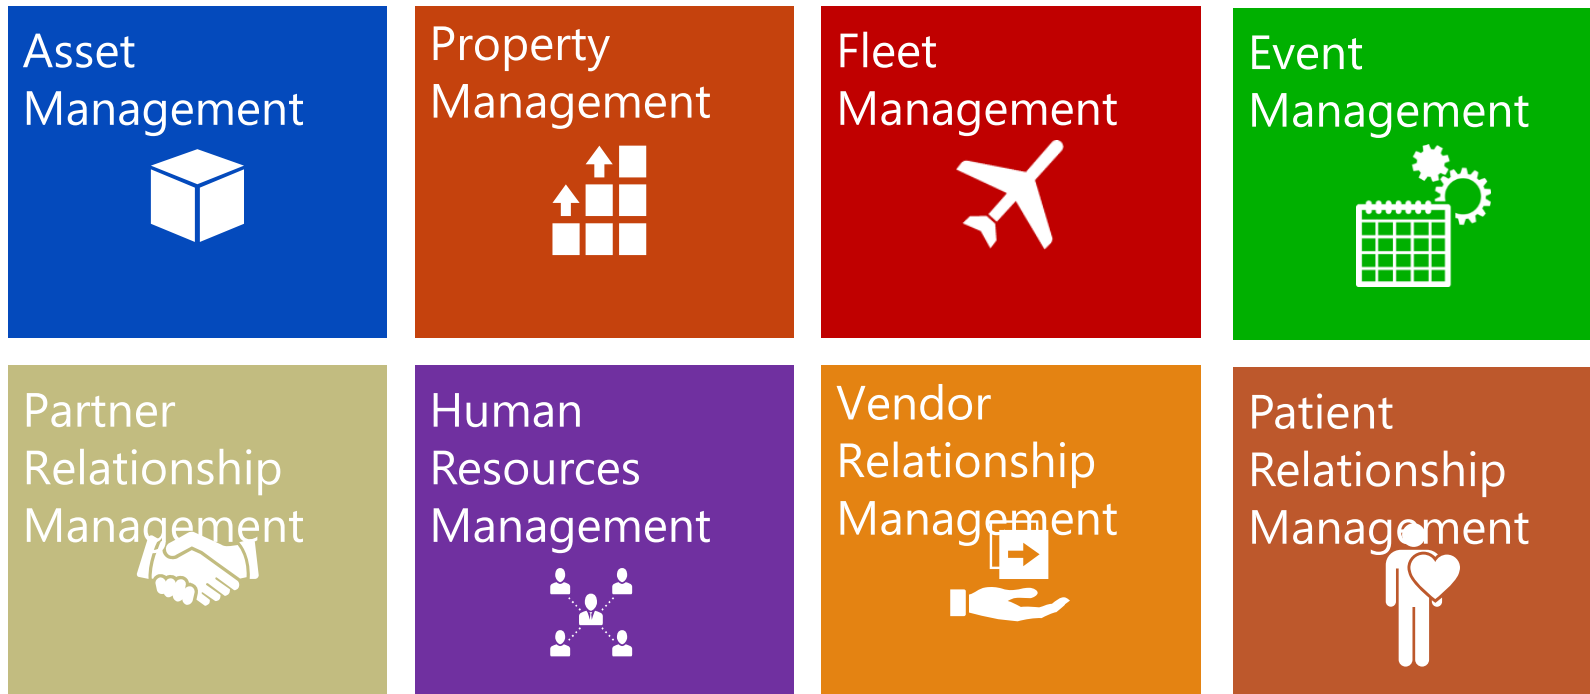 Asset
Management
Property
Management
Fleet
Management
Event
Management
Partner
Relationship
Management
Human
Resources
Management
Vendor
Relationship
Management
Patient
Relationship
Management